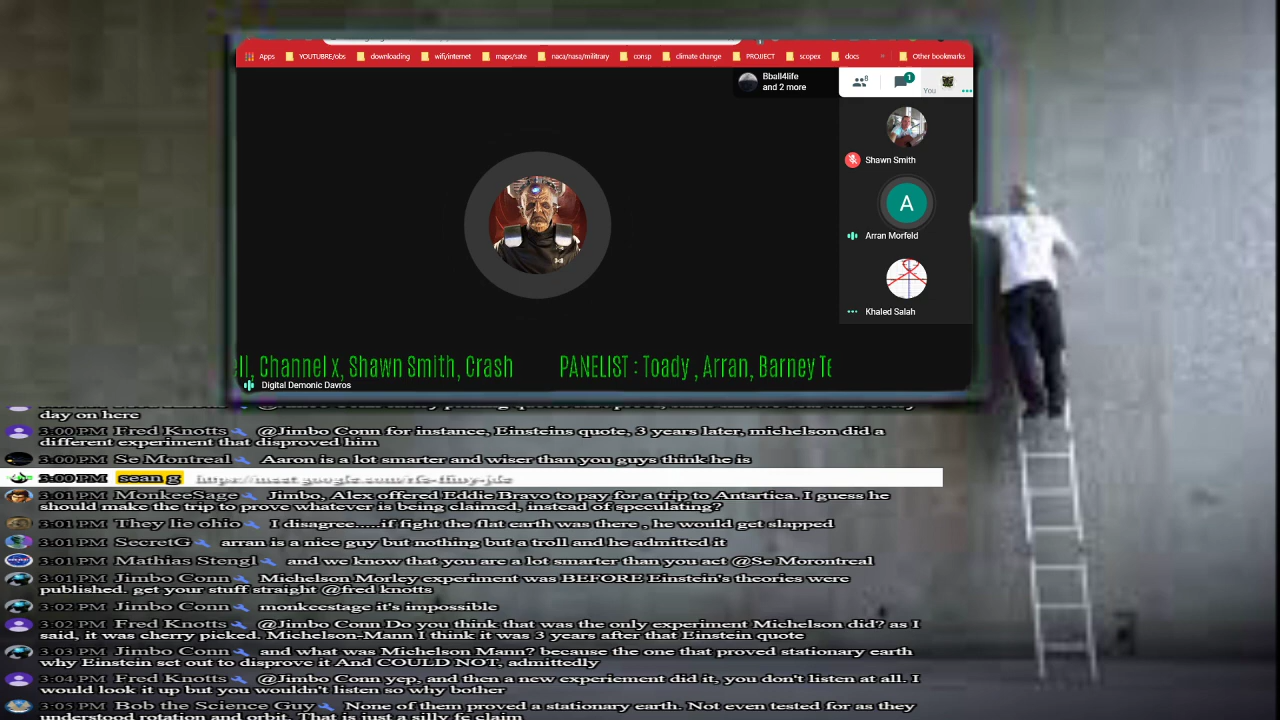 Apps YOUTUBRE/obs downloading wifi/internet maps/sate naca/nasa/military consp climate change PROJECT scopex docs Other bookmarks
Bball4life
and 2 more
8
1
You
Shawn Smith
A
Arran Morfeld
Khaled Salah
ll, Channel x, Shawn Smith, Crash PANELIST : Toady , Arran, Barney Te
Digital Demonic Davros
day on here
3:00 PM Fred Knotts @Jimbo Conn for instance, Einsteins quote, 3 years later, michelson did a
different experiment that disproved him
3:00 PM Se Montreal Aaron is a lot smarter and wiser than you guys think he is
3:00 PM sean g
3:01 PM MonkeeSage Jimbo, Alex offered Eddie Bravo to pay for a trip to Antartica. I guess he
should make the trip to prove whatever is being claimed, instead of speculating?
3:01 PM They lie ohio I disagree.....if fight the flat earth was there , he would get slapped
3:01 PM SecretG arran is a nice guy but nothing but a troll and he admitted it
3:01 PM Mathias Stengl and we know that you are a lot smarter than you act @Se Morontreal
3:01 PM Jimbo Conn Michelson Morley experiment was BEFORE Einstein's theories were
published. get your stuff straight @fred knotts
3:02 PM Jimbo Conn monkeestage it's impossible
3:02 PM Fred Knotts @Jimbo Conn Do you think that was the only experiment Michelson did? as I
said, it was cherry picked. Michelson-Mann I think it was 3 years after that Einstein quote
3:03 PM Jimbo Conn and what was Michelson Mann? because the one that proved stationary earth
why Einstein set out to disprove it And COULD NOT, admittedly
3:04 PM Fred Knotts @Jimbo Conn yep, and then a new experiement did it, you don't listen at all. I
would look it up but you wouldn't listen so why bother
3:05 PM Bob the Science Guy None of them proved a stationary earth. Not even tested for as they
understood rotation and orbit. That is just a silly fe claim